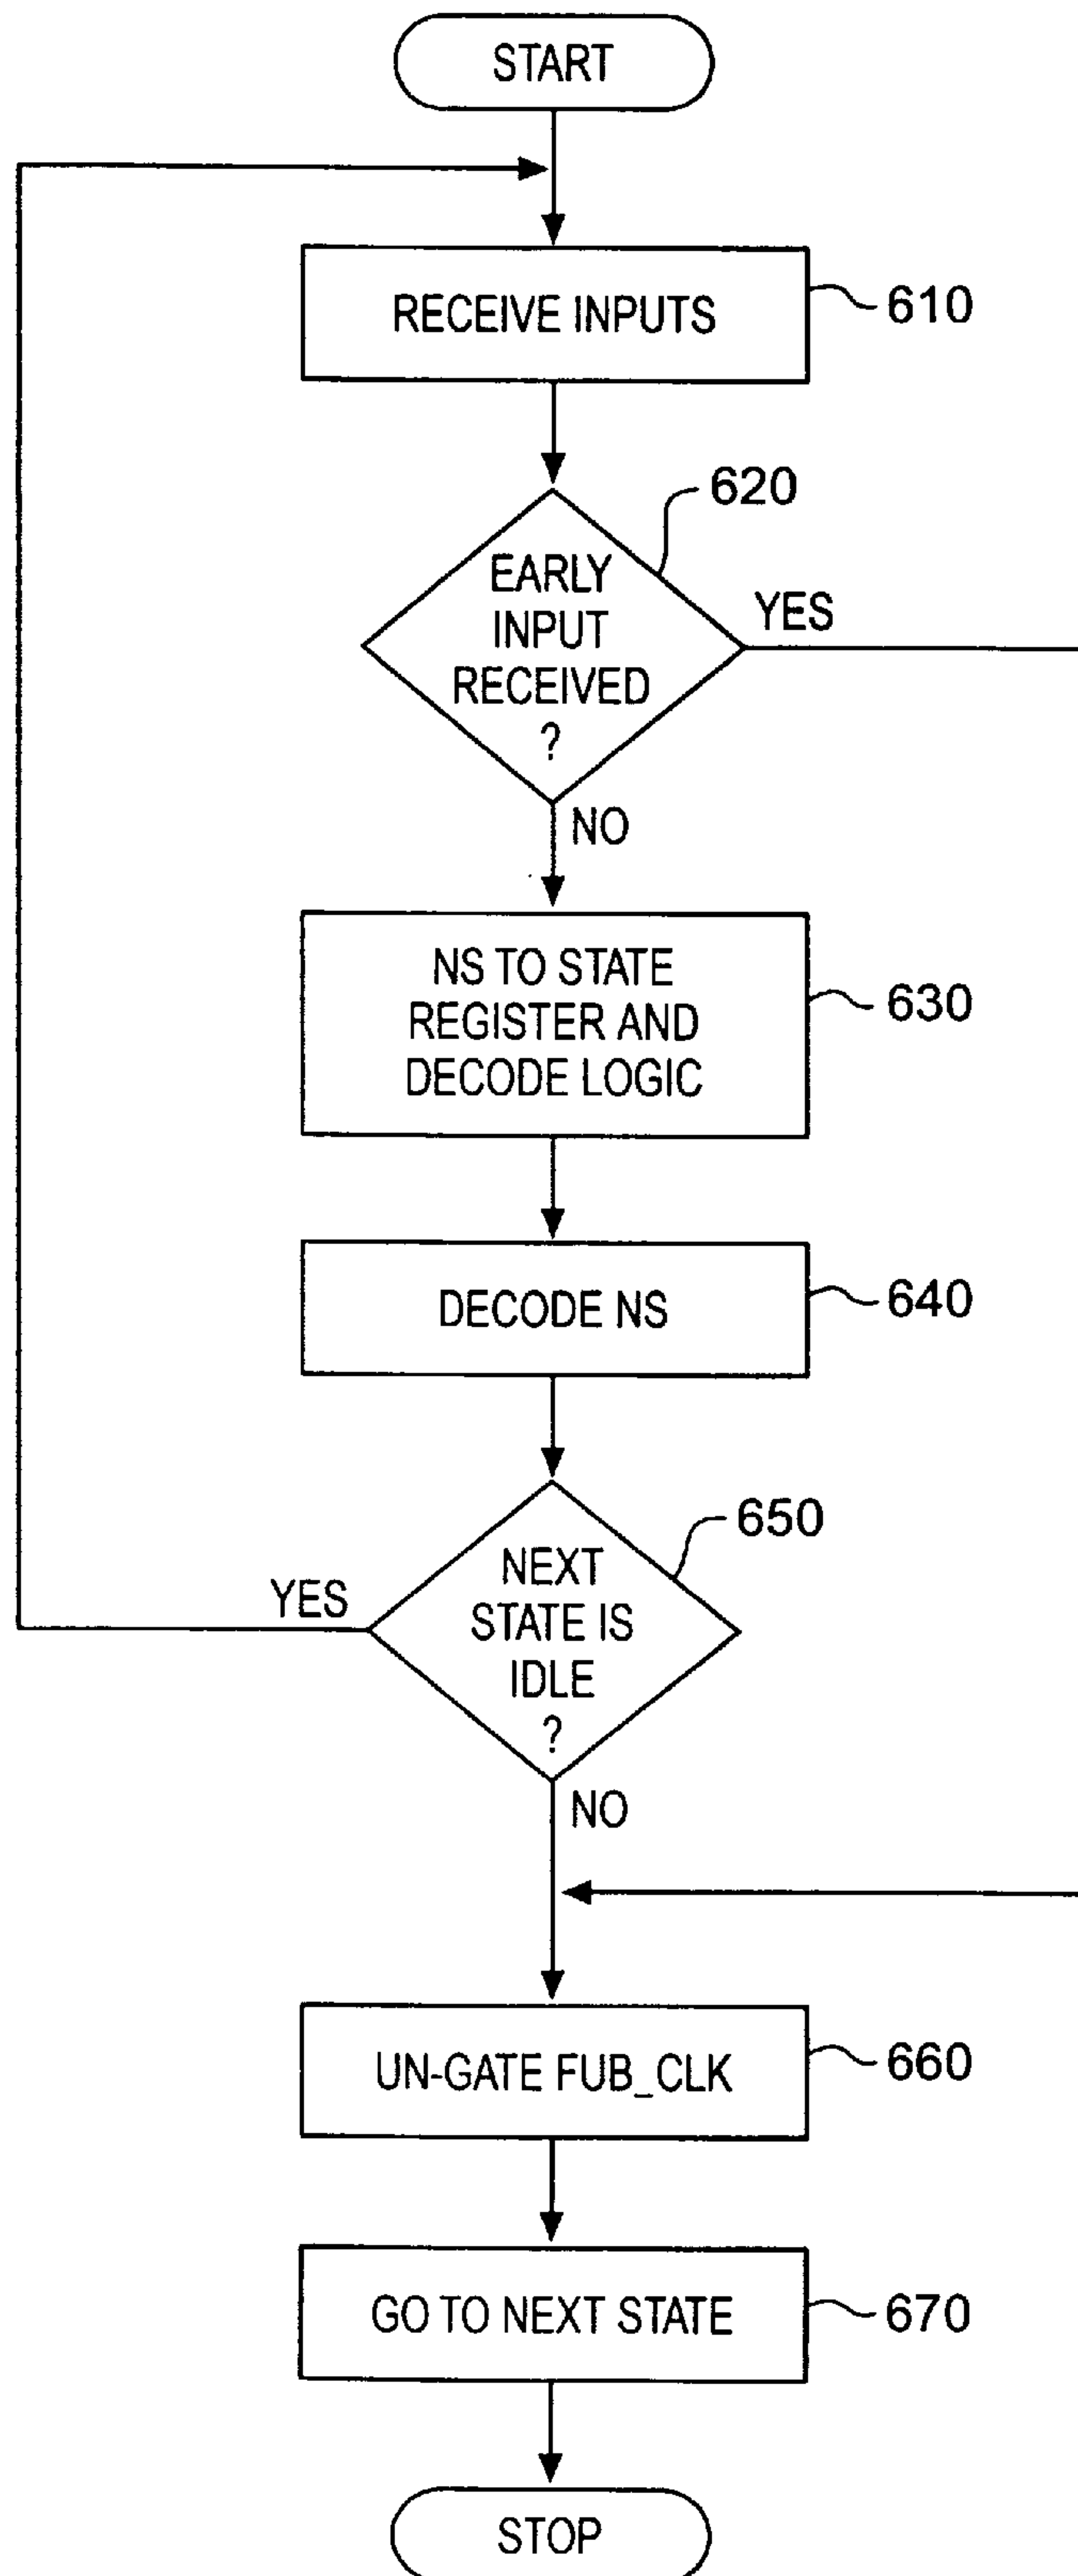 START
RECEIVE INPUTS
610
620
EARLY
INPUT
RECEIVED
?
YES
NO
NS TO STATE
REGISTER AND
DECODE LOGIC
630
DECODE NS
640
650
NEXT
STATE IS
IDLE
?
YES
NO
UN-GATE FUB_CLK
660
GO TO NEXT STATE
670
STOP